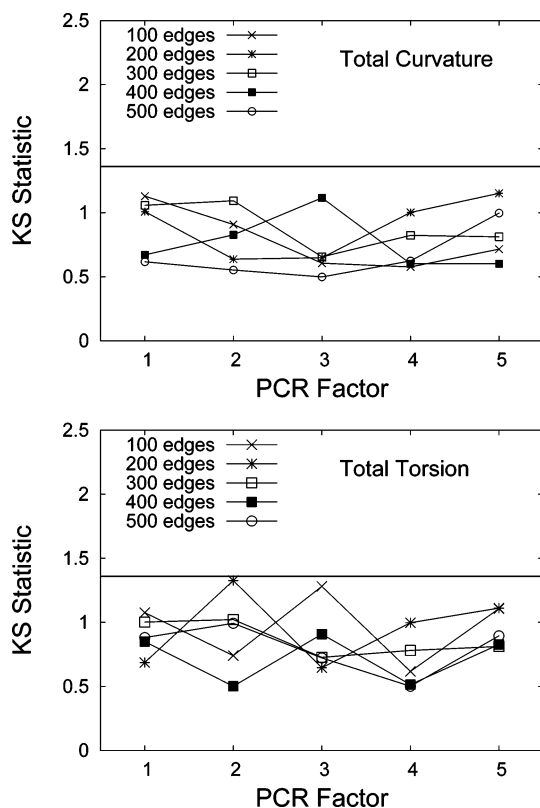 2.5
100 edges
200 edges
300 edges
400 edges
500 edges
Total Curvature
2
1.5
1
0.5
0
KS Statistic
1 2 3 4 5
PCR Factor
2.5
100 edges
200 edges
300 edges
400 edges
500 edges
Total Torsion
2
1.5
1
0.5
0
KS Statistic
1 2 3 4 5
PCR Factor